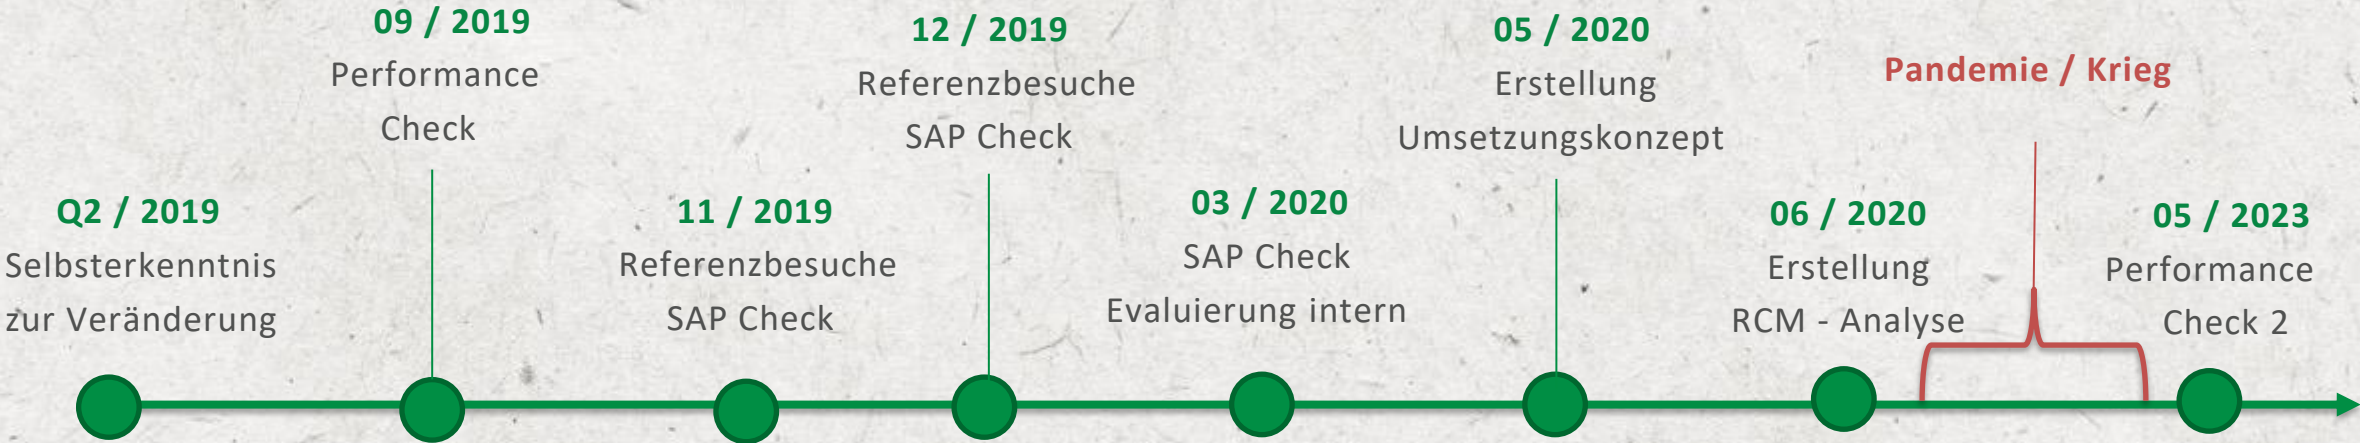 Q2 / 2019
Selbsterkenntnis
zur Veränderung
09 / 2019
Performance
Check
11 / 2019
Referenzbesuche
SAP Check
12 / 2019
Referenzbesuche
SAP Check
03 / 2020
SAP Check
Evaluierung intern
05 / 2020
Erstellung
Umsetzungskonzept
06 / 2020
Erstellung
RCM - Analyse
Pandemie / Krieg
05 / 2023
Performance
Check 2